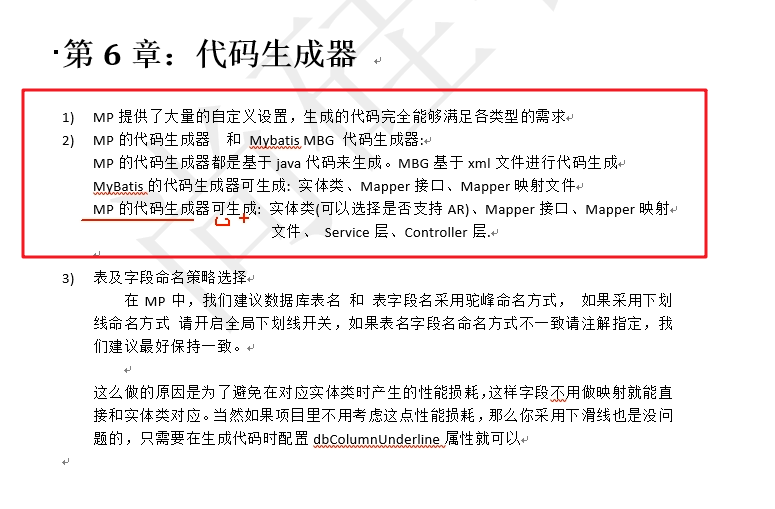 ·第 6 章：代码生成器
1) MP 提供了大量的自定义设置，生成的代码完全能够满足各类型的需求
2) MP 的代码生成器 和 Mybatis MBG 代码生成器:
MP 的代码生成器都是基于 java 代码来生成。MBG 基于 xml 文件进行代码生成
MyBatis 的代码生成器可生成: 实体类、Mapper 接口、Mapper 映射文件
MP 的代码生成器可生成: 实体类(可以选择是否支持 AR)、Mapper 接口、Mapper 映射
文件、 Service 层、Controller 层.
3) 表及字段命名策略选择
在 MP 中，我们建议数据库表名 和 表字段名采用驼峰命名方式， 如果采用下划
线命名方式 请开启全局下划线开关，如果表名字段名命名方式不一致请注解指定，我
们建议最好保持一致。
这么做的原因是为了避免在对应实体类时产生的性能损耗，这样字段不用做映射就能直
接和实体类对应。当然如果项目里不用考虑这点性能损耗，那么你采用下滑线也是没问
题的，只需要在生成代码时配置 dbColumnUnderline 属性就可以